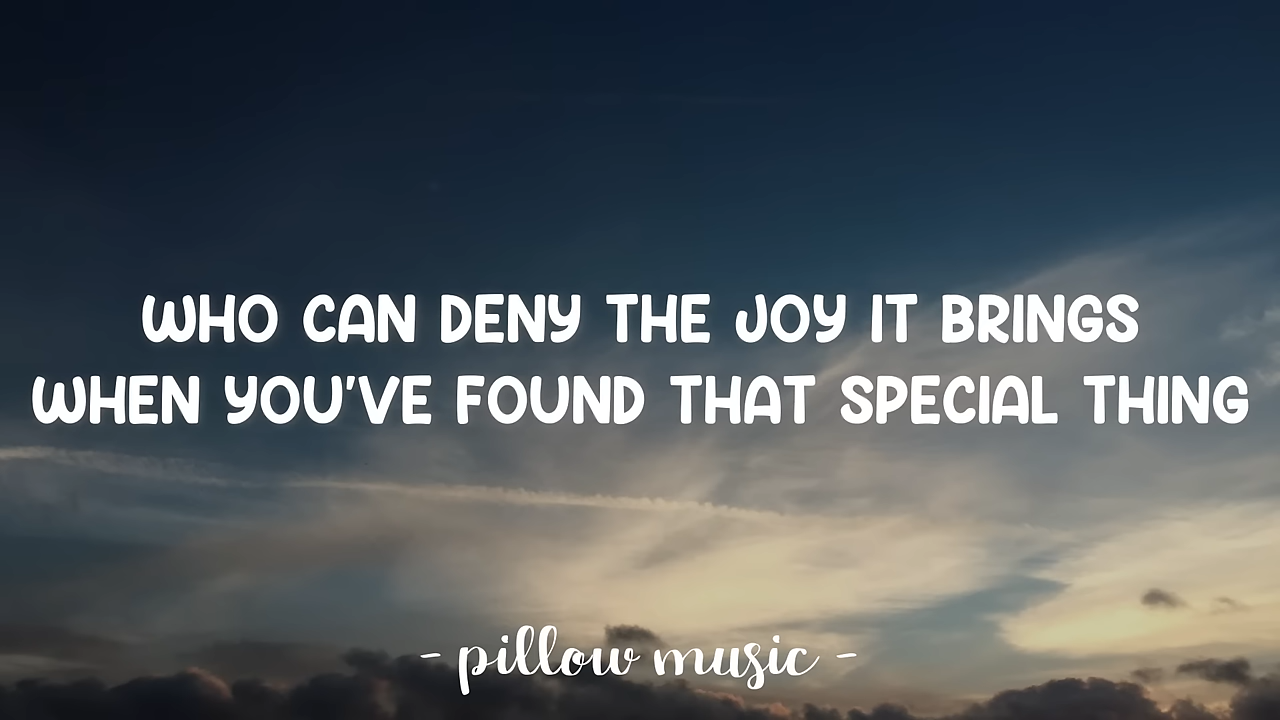 WHO CAN DENY THE JOY IT BRINGS
WHEN YOU'VE FOUND THAT SPECIAL THING
- pillow music -